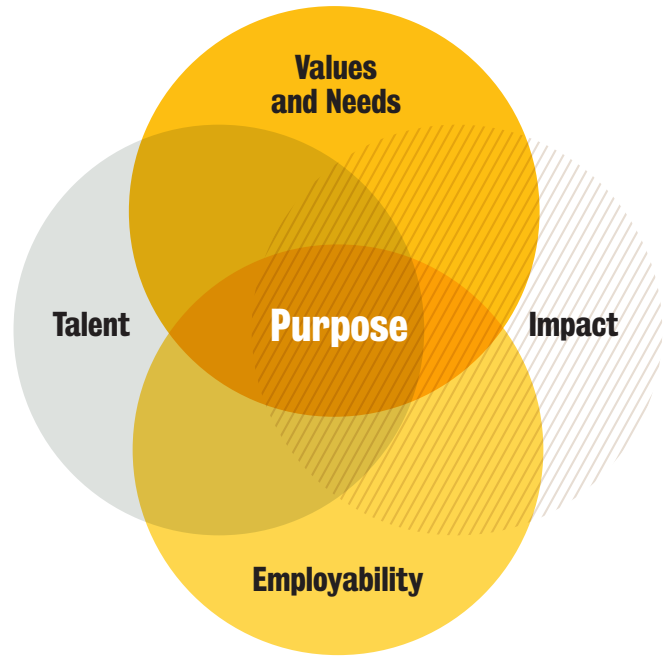 Values
and Needs
Talent
Purpose
Impact
Employability